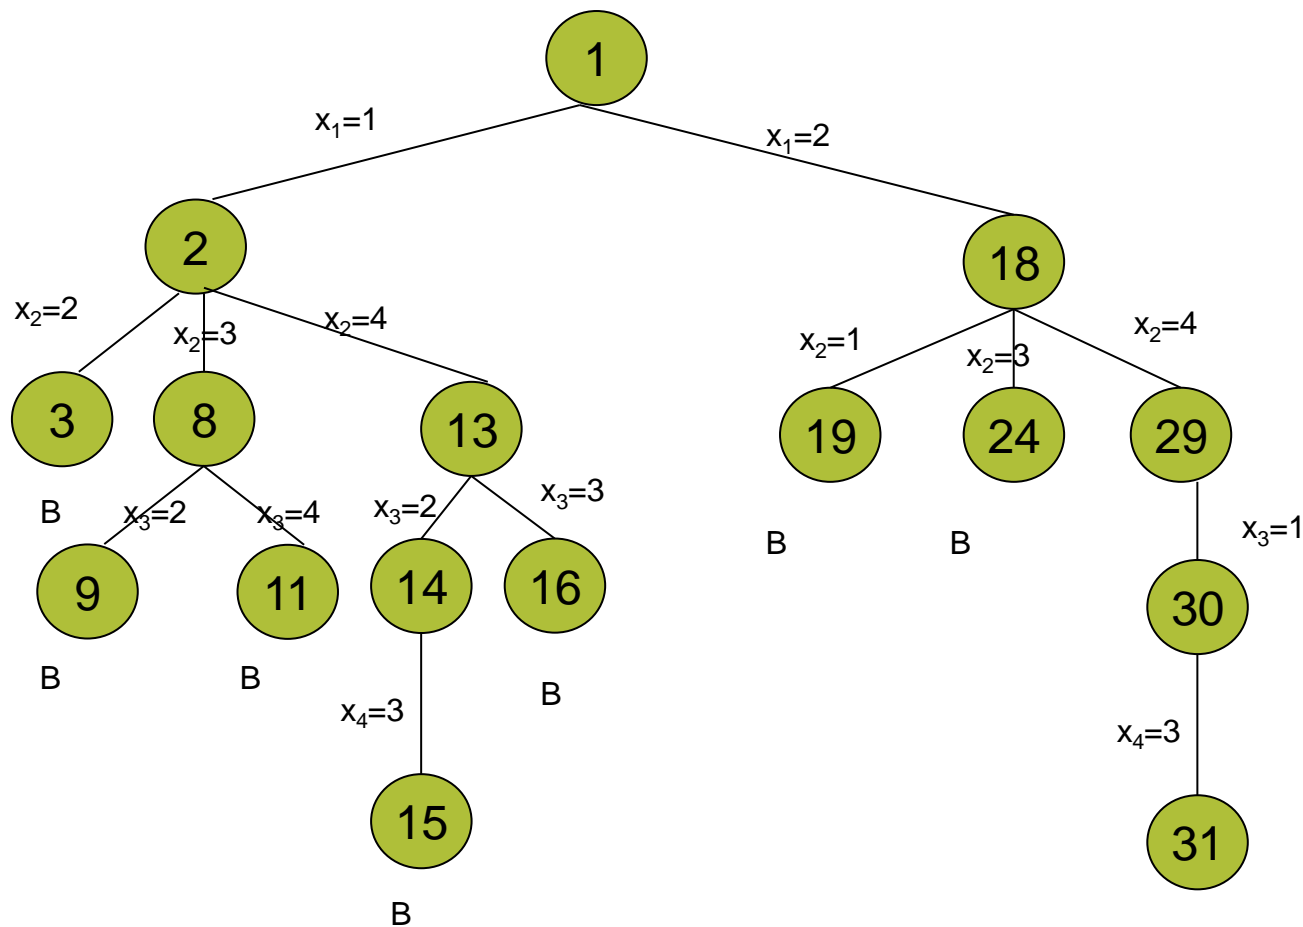 1
x₁=1
x₁=2
2
18
x₂=2
x₂=3
x₂=4
x₂=1
x₂=3
x₂=4
3
8
13
19
24
29
B
x₃=2
x₃=4
x₃=2
x₃=3
B
B
x₃=1
9
11
14
16
30
B
B
B
x₄=3
x₄=3
15
31
B